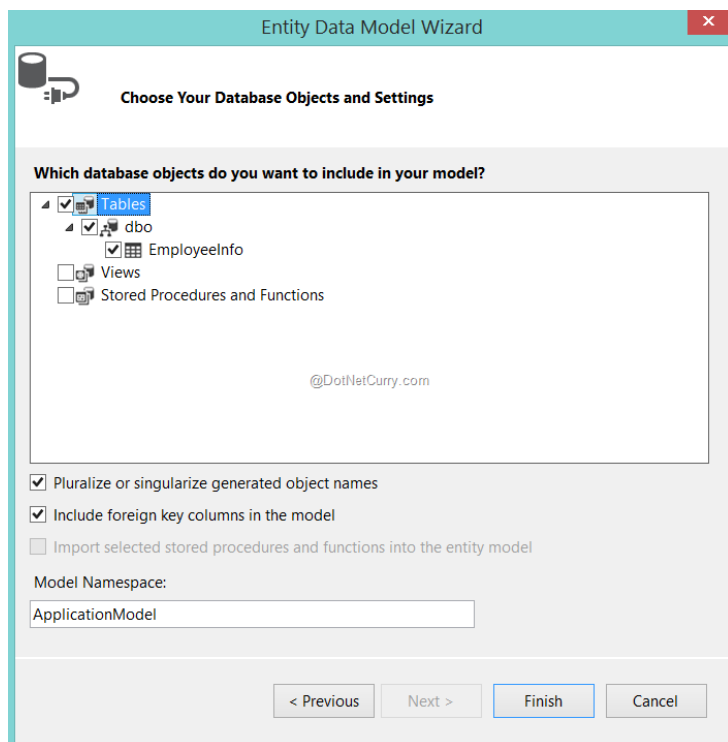 Entity Data Model Wizard
x
Choose Your Database Objects and Settings
Which database objects do you want to include in your model?
Tables
dbo
EmployeeInfo
Views
Stored Procedures and Functions
@DotNetCurry.com
Pluralize or singularize generated object names
Include foreign key columns in the model
Import selected stored procedures and functions into the entity model
Model Namespace:
ApplicationModel
< Previous Next > Finish Cancel